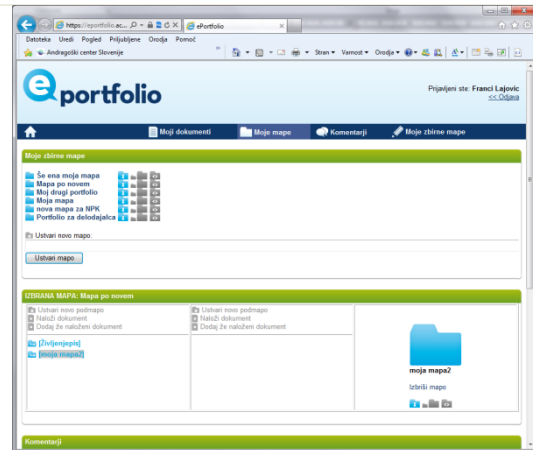 https://eportfolio.ac...
ePortfolio
Datoteka Uredi Pogled Priljubljene Orodja Pomoč
Andragoški center Slovenije
Stran Varnost Orodja
eportfolio
Prijavljeni ste: Franci Lajovic
<< Odjava
Moji dokumenti Moje mape Komentarji Moje zbirne mape
Moje zbirne mape
Še ena moja mapa
Mapa po novem
Moj drugi portfolio
Moja mapa
nova mapa za NPK
Portfolio za delodajalca
Ustvari novo mapo:
Ustvari mapo
IZBRANA MAPA: Mapa po novem
Ustvari novo podmapo Ustvari novo podmapo
Naloži dokument Naloži dokument
Dodaj že naloženi dokument Dodaj že naloženi dokument
[Življenjepis]
[moja mapa2]
moja mapa2
Izbriši mapo
Komentarji